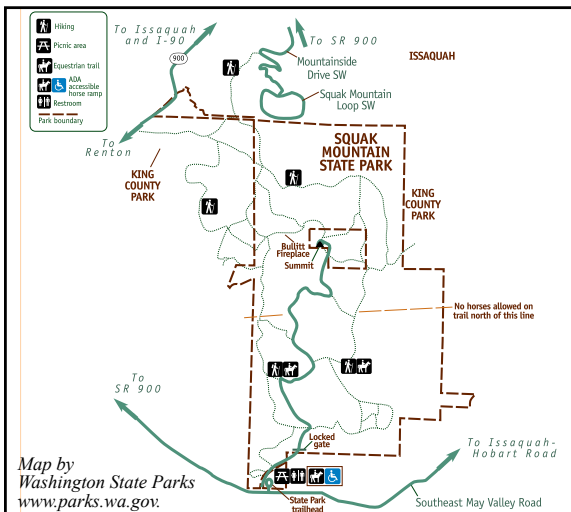 Hiking
Picnic area
Equestrian trail
ADA
accessible
horse ramp
Restroom
Park boundary
To Issaquah
and I-90
900
To SR 900
Mountainside
Drive SW
Squak Mountain
Loop SW
ISSAQUAH
To
Renton
KING
COUNTY
PARK
SQUAK
MOUNTAIN
STATE PARK
KING
COUNTY
PARK
Bullitt
Fireplace
Summit
No horses allowed on
trail north of this line
To
SR 900
Locked
gate
To Issaquah-
Hobart Road
Map by
Washington State Parks
www.parks.wa.gov.
State Park
trailhead
Southeast May Valley Road